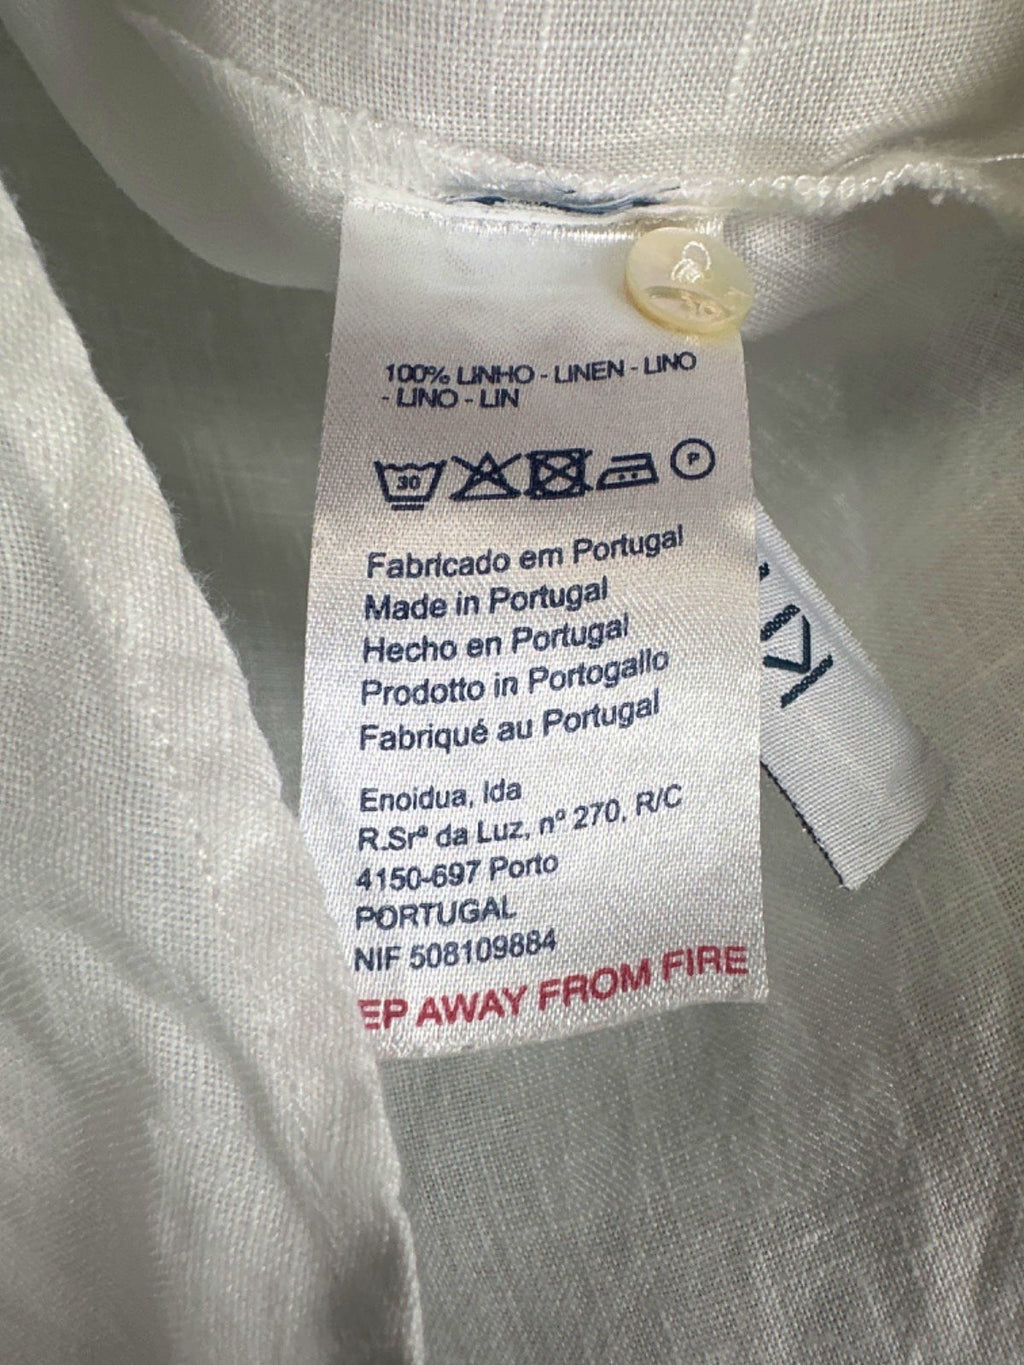 100% LINHO - LINEN - LINO
- LINO - LIN
30 P
Fabricado em Portugal
Made in Portugal
Hecho en Portugal
Prodotto in Portogallo
Fabriqué au Portugal
Enoidua, lda
R.Srª da Luz, nº 270, R/C
4150-697 Porto
PORTUGAL
NIF 508109884
EP AWAY FROM FIRE